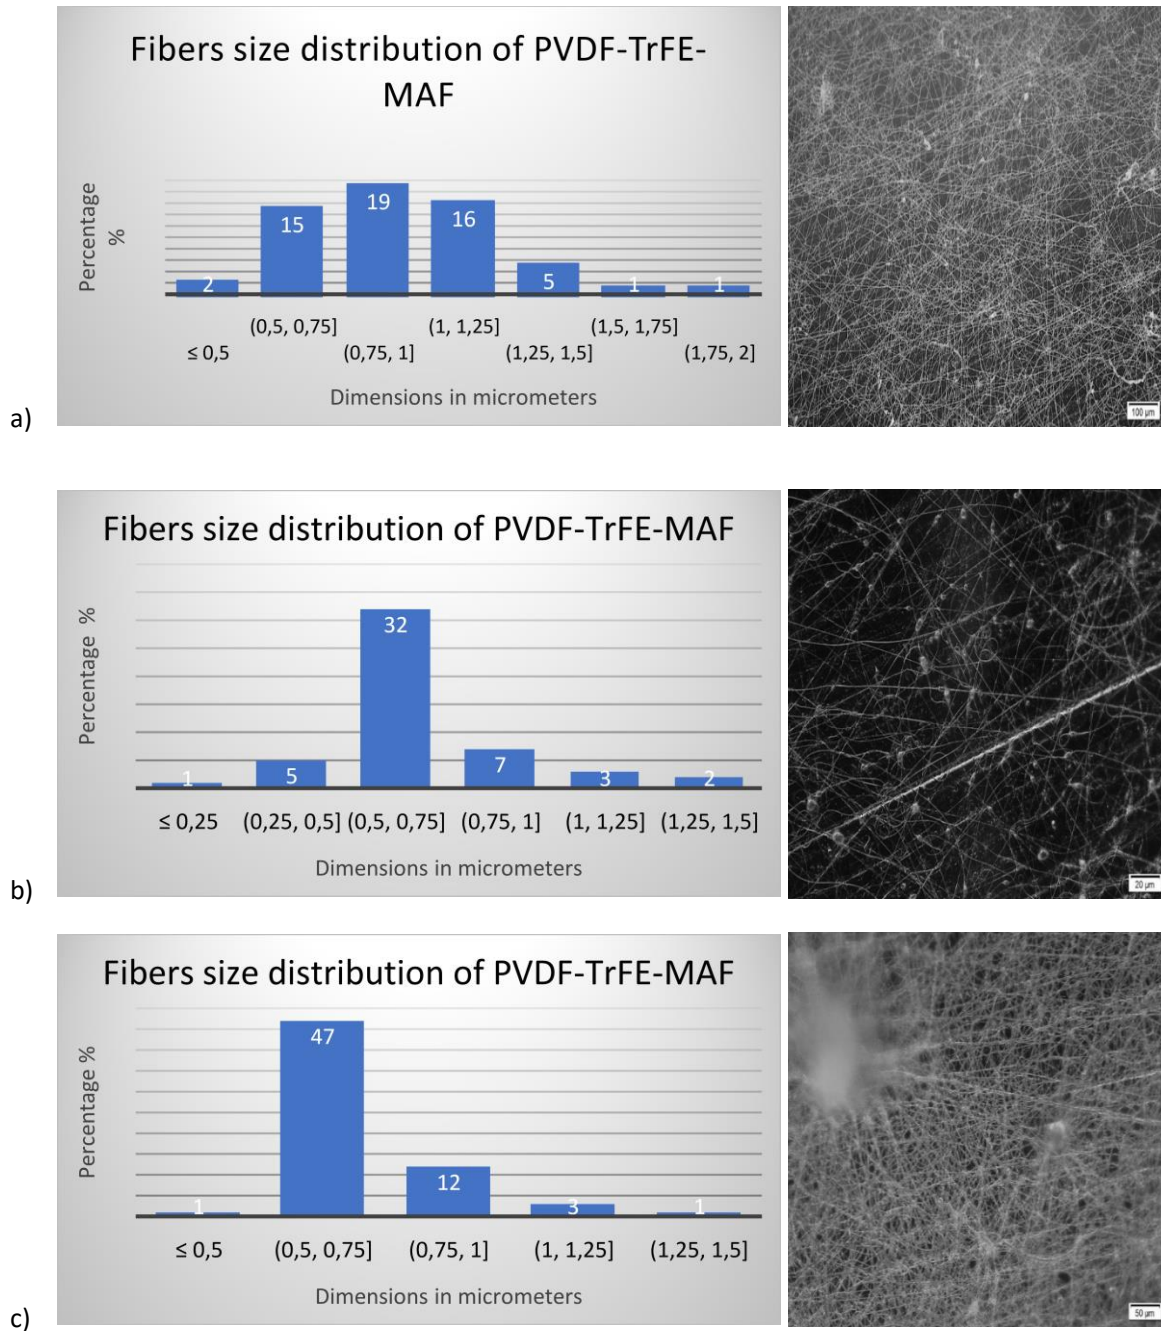 Fibers size distribution of PVDF-TrFE-
MAF
Percentage
%
2
15
19
16
5
1
1
≤ 0,5
(0,5, 0,75]
(0,75, 1]
(1, 1,25]
(1,25, 1,5]
(1,5, 1,75]
(1,75, 2]
Dimensions in micrometers
100 µm
a)
Fibers size distribution of PVDF-TrFE-MAF
Percentage %
1
5
32
7
3
2
≤ 0,25 (0,25, 0,5] (0,5, 0,75] (0,75, 1] (1, 1,25] (1,25, 1,5]
Dimensions in micrometers
20 µm
b)
Fibers size distribution of PVDF-TrFE-MAF
Percentage %
1
47
12
3
1
≤ 0,5 (0,5, 0,75] (0,75, 1] (1, 1,25] (1,25, 1,5]
Dimensions in micrometers
50 µm
c)